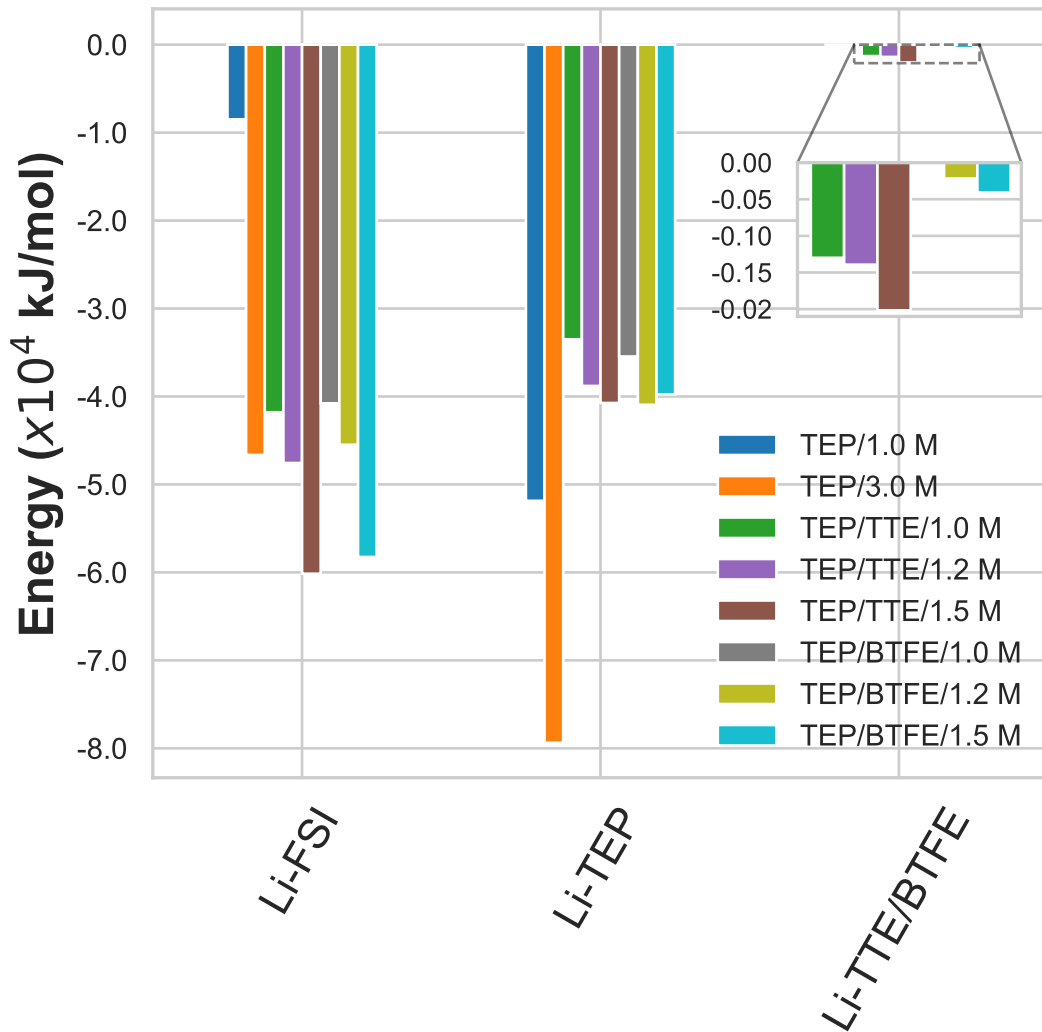 Energy (x10⁴ kJ/mol)
0.0
-1.0
-2.0
-3.0
-4.0
-5.0
-6.0
-7.0
-8.0
0.00
-0.05
-0.10
-0.15
-0.02
TEP/1.0 M
TEP/3.0 M
TEP/TTE/1.0 M
TEP/TTE/1.2 M
TEP/TTE/1.5 M
TEP/BTFE/1.0 M
TEP/BTFE/1.2 M
TEP/BTFE/1.5 M
Li-FSI
Li-TEP
Li-TTE/BTFE